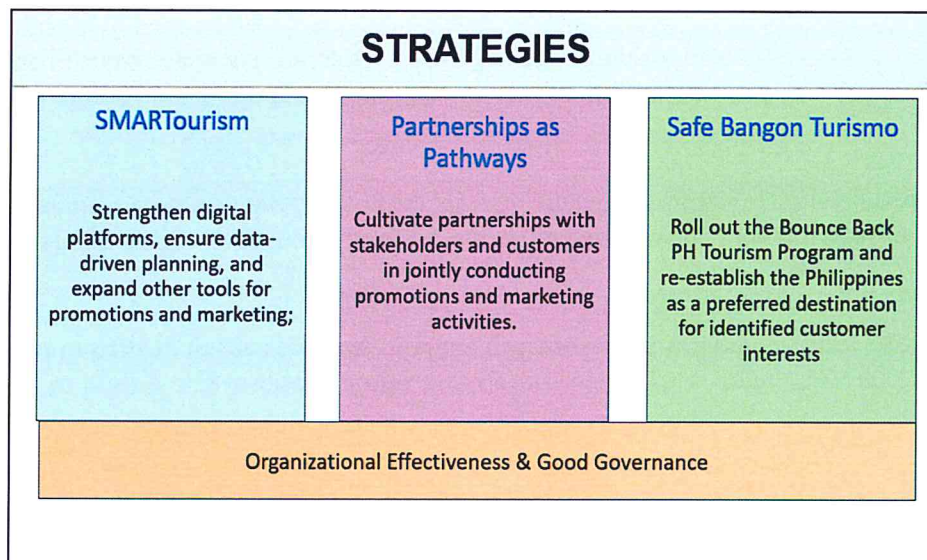 STRATEGIES
SMARTourism
Strengthen digital
platforms, ensure data-
driven planning, and
expand other tools for
promotions and marketing;
Partnerships as
Pathways
Cultivate partnerships with
stakeholders and customers
in jointly conducting
promotions and marketing
activities.
Safe Bangon Turismo
Roll out the Bounce Back
PH Tourism Program and
re-establish the Philippines
as a preferred destination
for identified customer
interests
Organizational Effectiveness & Good Governance